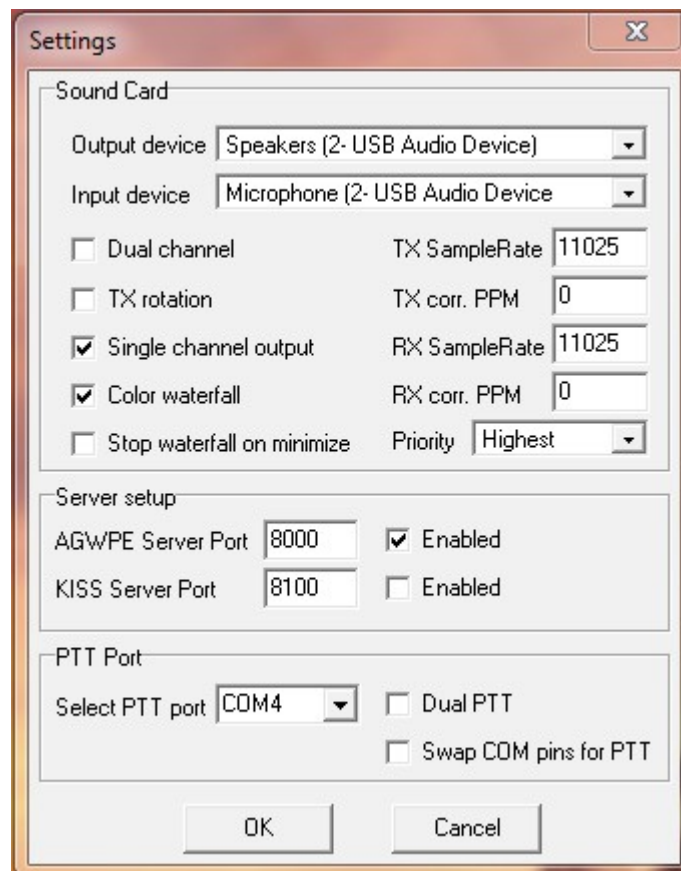 Settings
Sound Card
Output device Speakers (2- USB Audio Device)
Input device Microphone (2- USB Audio Device
Dual channel TX SampleRate 11025
TX rotation TX corr. PPM 0
Single channel output RX SampleRate 11025
Color waterfall RX corr. PPM 0
Stop waterfall on minimize Priority Highest
Server setup
AGWPE Server Port 8000 Enabled
KISS Server Port 8100 Enabled
PTT Port
Select PTT port COM4 Dual PTT
Swap COM pins for PTT
OK Cancel